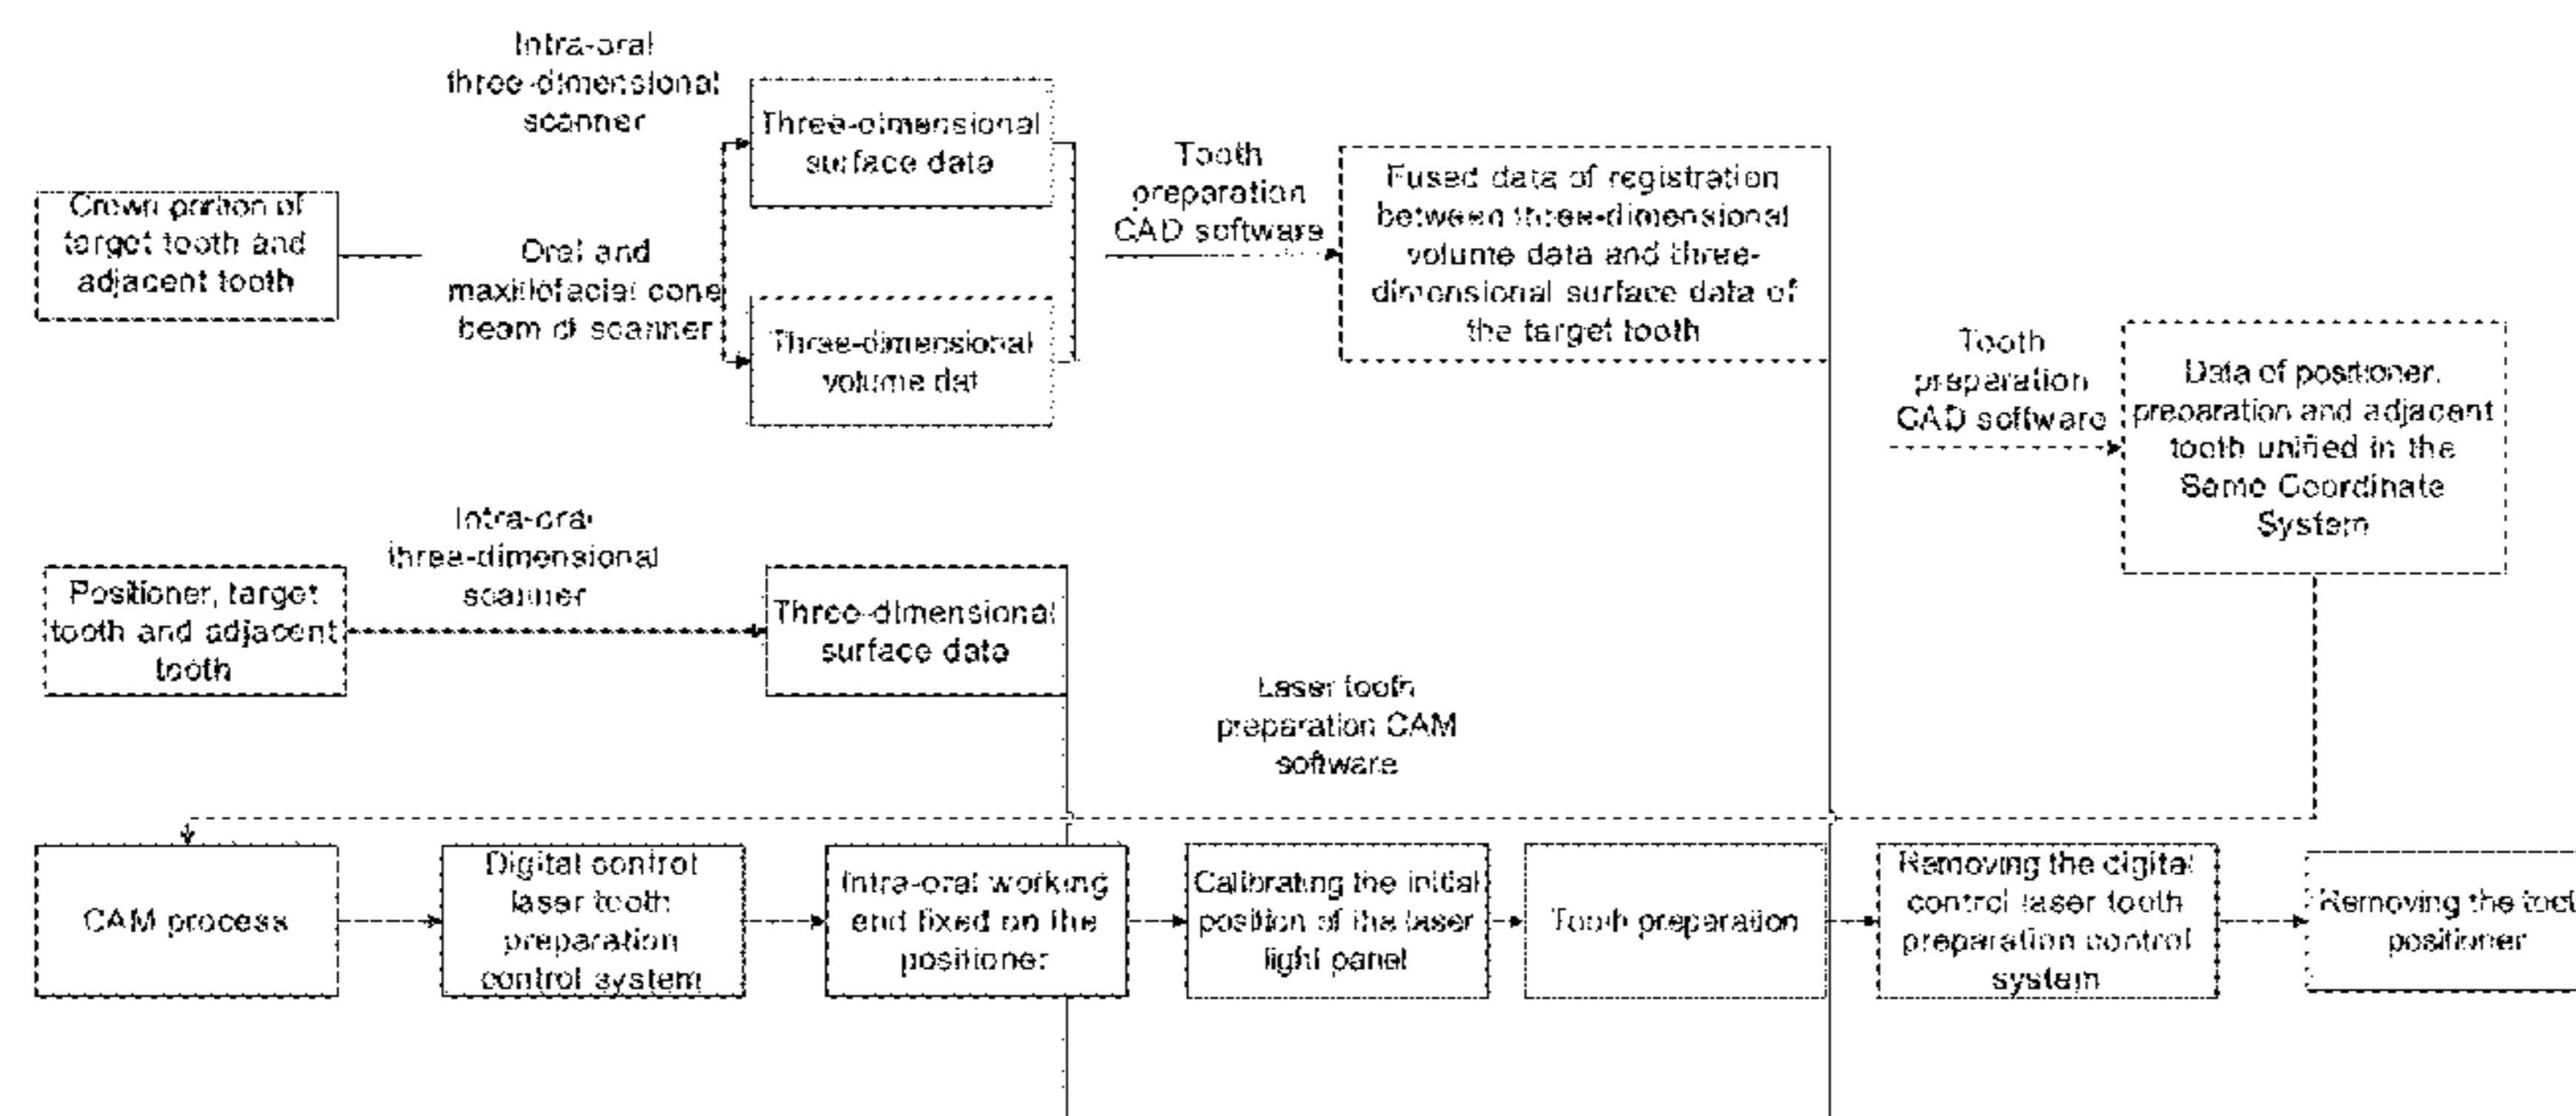 Intra-oral
three-dimensional
scanner
Three-dimensional
surface data
Crown portion of
target tooth and
adjacent tooth
Oral and
maxillofacial cone
beam ct scanner
Three-dimensional
volume dat
Tooth
preparation
CAD software
Fused data of registration
between three-dimensional
volume data and three-
dimensional surface data of
the target tooth
Tooth
preparation
CAD software
Data of positioner,
preparation and adjacent
tooth unified in the
Same Coordinate
System
Intra-oral
three-dimensional
scanner
Positioner, target
tooth and adjacent
tooth
Three-dimensional
surface data
Laser tooth
preparation CAM
software
CAM process
Digital control
laser tooth
preparation
control system
Intra-oral working
end fixed on the
positioner
Calibrating the initial
position of the laser
light panel
Tooth preparation
Removing the digital
control laser tooth
preparation control
system
Removing the toot
positioner